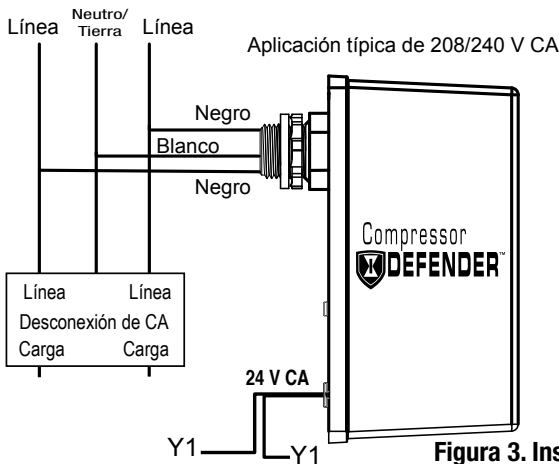 Línea Neutro/ Línea
Tierra
Aplicación típica de 208/240 V CA
Negro
Blanco
Negro
Compressor
DEFENDER™
Línea Línea
Desconexión de CA
Carga Carga
24 V CA
Y1 Y1
Figura 3. Ins